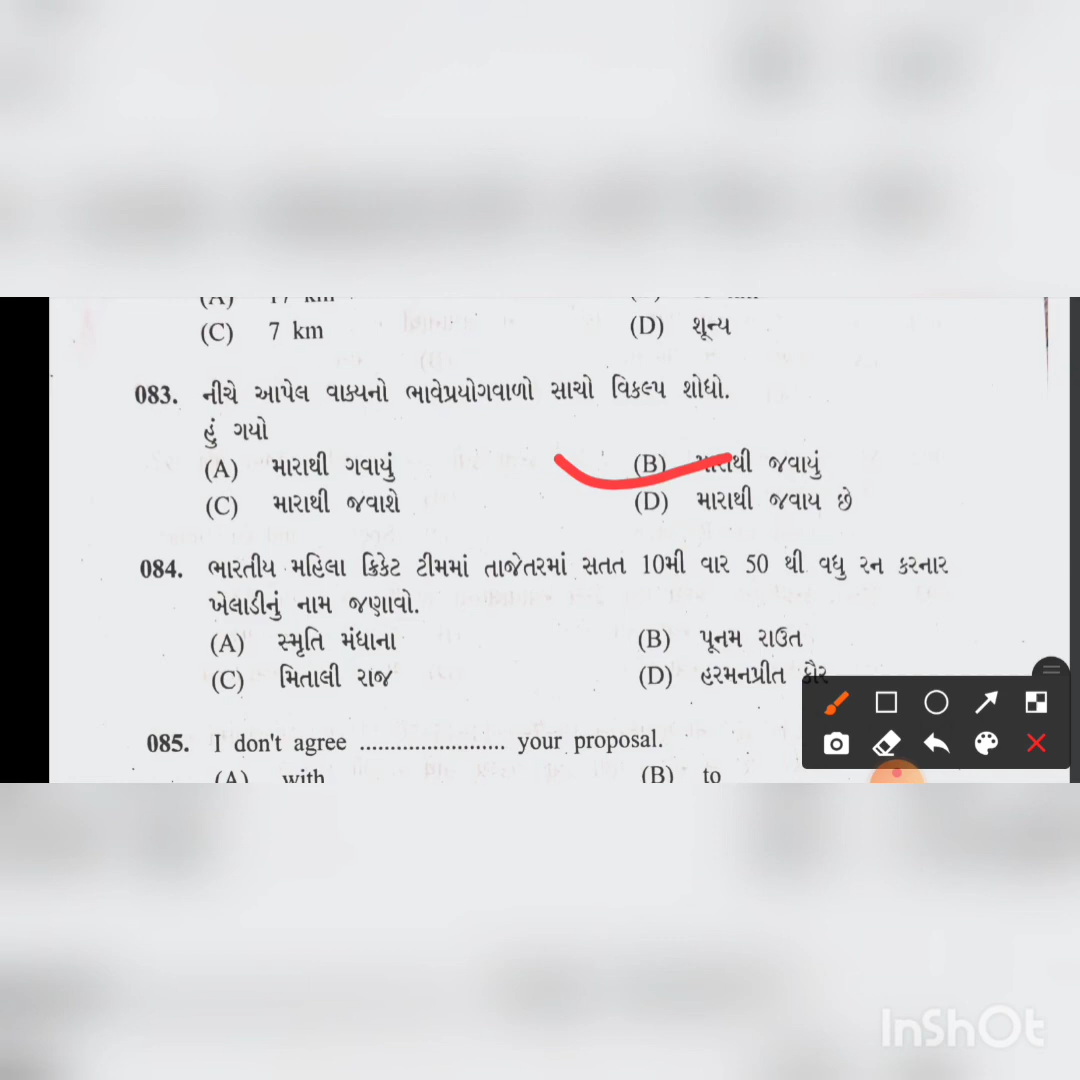 (C) 7 km (D) શૂન્ય
083. નીચે આપેલ વાક્યનો ભાવેપ્રયોગવાળો સાચો વિકલ્પ શોધો.
હું ગયો
(A) મારાથી ગવાયું (B) મારાથી જવાયું
(C) મારાથી જવાશે (D) મારાથી જવાય છે
084. ભારતીય મહિલા ક્રિકેટ ટીમમાં તાજેતરમાં સતત 10મી વાર 50 થી વધુ રન કરનાર
ખેલાડીનું નામ જણાવો.
(A) સ્મૃતિ મંધાના (B) પૂનમ રાઉત
(C) મિતાલી રાજ (D) હરમનપ્રીત કૌર
085. I don't agree ........................ your proposal.
(A) with (B) to
InShOt